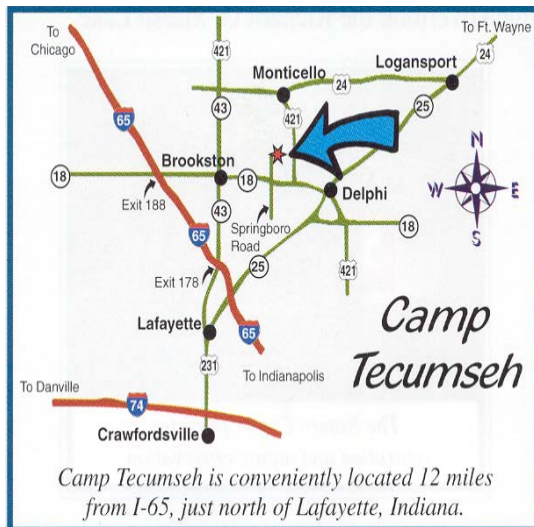 To
Chicago
To Ft. Wayne
421
Logansport
24
Monticello
24
65
43
421
25
N
18
Brookston
18
W
E
Exit 188
Delphi
S
43
Springboro
Road
18
65
25
421
Exit 178
Lafayette
65
Camp
Tecumseh
231
To Indianapolis
To Danville
74
Crawfordsville
Camp Tecumseh is conveniently located 12 miles
from I-65, just north of Lafayette, Indiana.